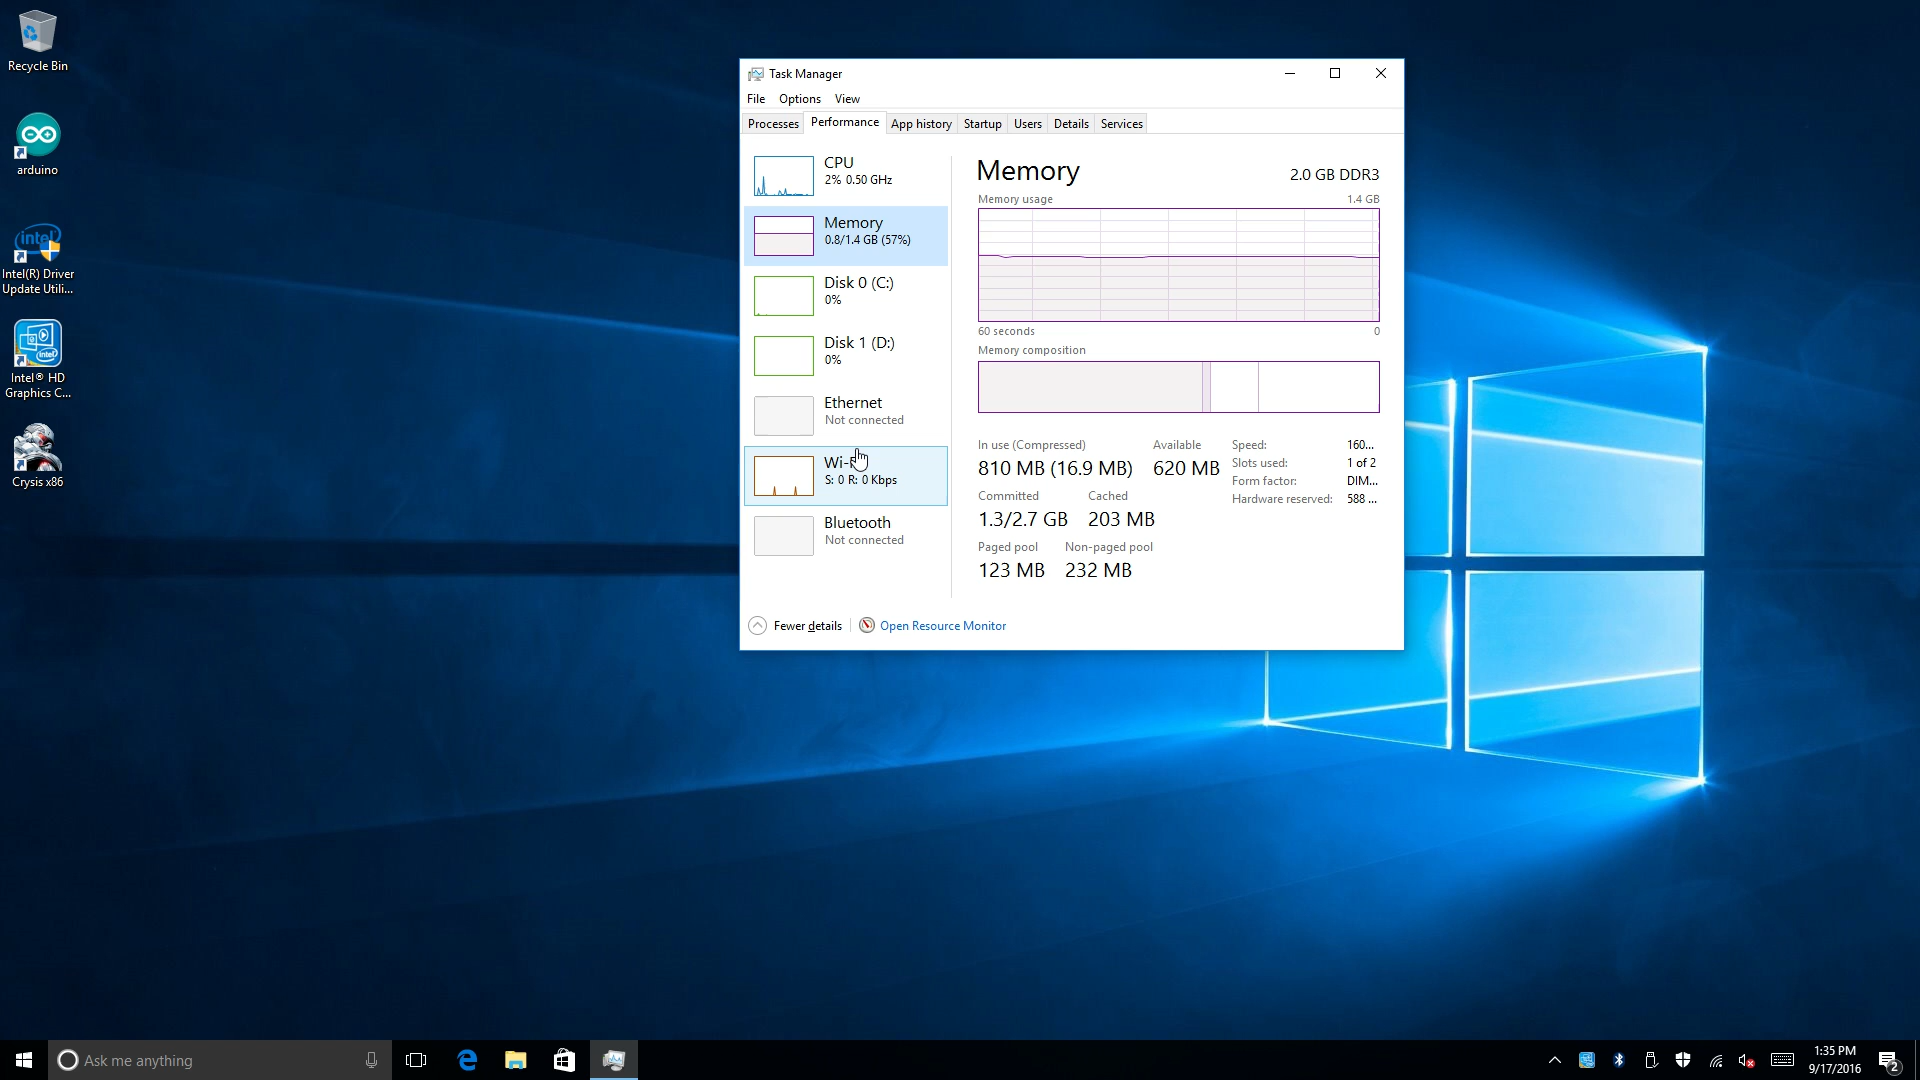 Recycle Bin
arduino
intel
Intel(R) Driver
Update Utili...
intel
Intel® HD
Graphics C...
Crysis x86
Task Manager
File Options View
Processes Performance App history Startup Users Details Services
CPU
2% 0.50 GHz
Memory
0.8/1.4 GB (57%)
Disk 0 (C:)
0%
Disk 1 (D:)
0%
Ethernet
Not connected
Wi-
S: 0 R: 0 Kbps
Bluetooth
Not connected
Memory 2.0 GB DDR3
Memory usage 1.4 GB
60 seconds 0
Memory composition
In use (Compressed) Available
810 MB (16.9 MB) 620 MB
Committed Cached
1.3/2.7 GB 203 MB
Paged pool Non-paged pool
123 MB 232 MB
Speed: 160...
Slots used: 1 of 2
Form factor: DIM...
Hardware reserved: 588 ...
Fewer details Open Resource Monitor
Ask me anything
1:35 PM
9/17/2016
2